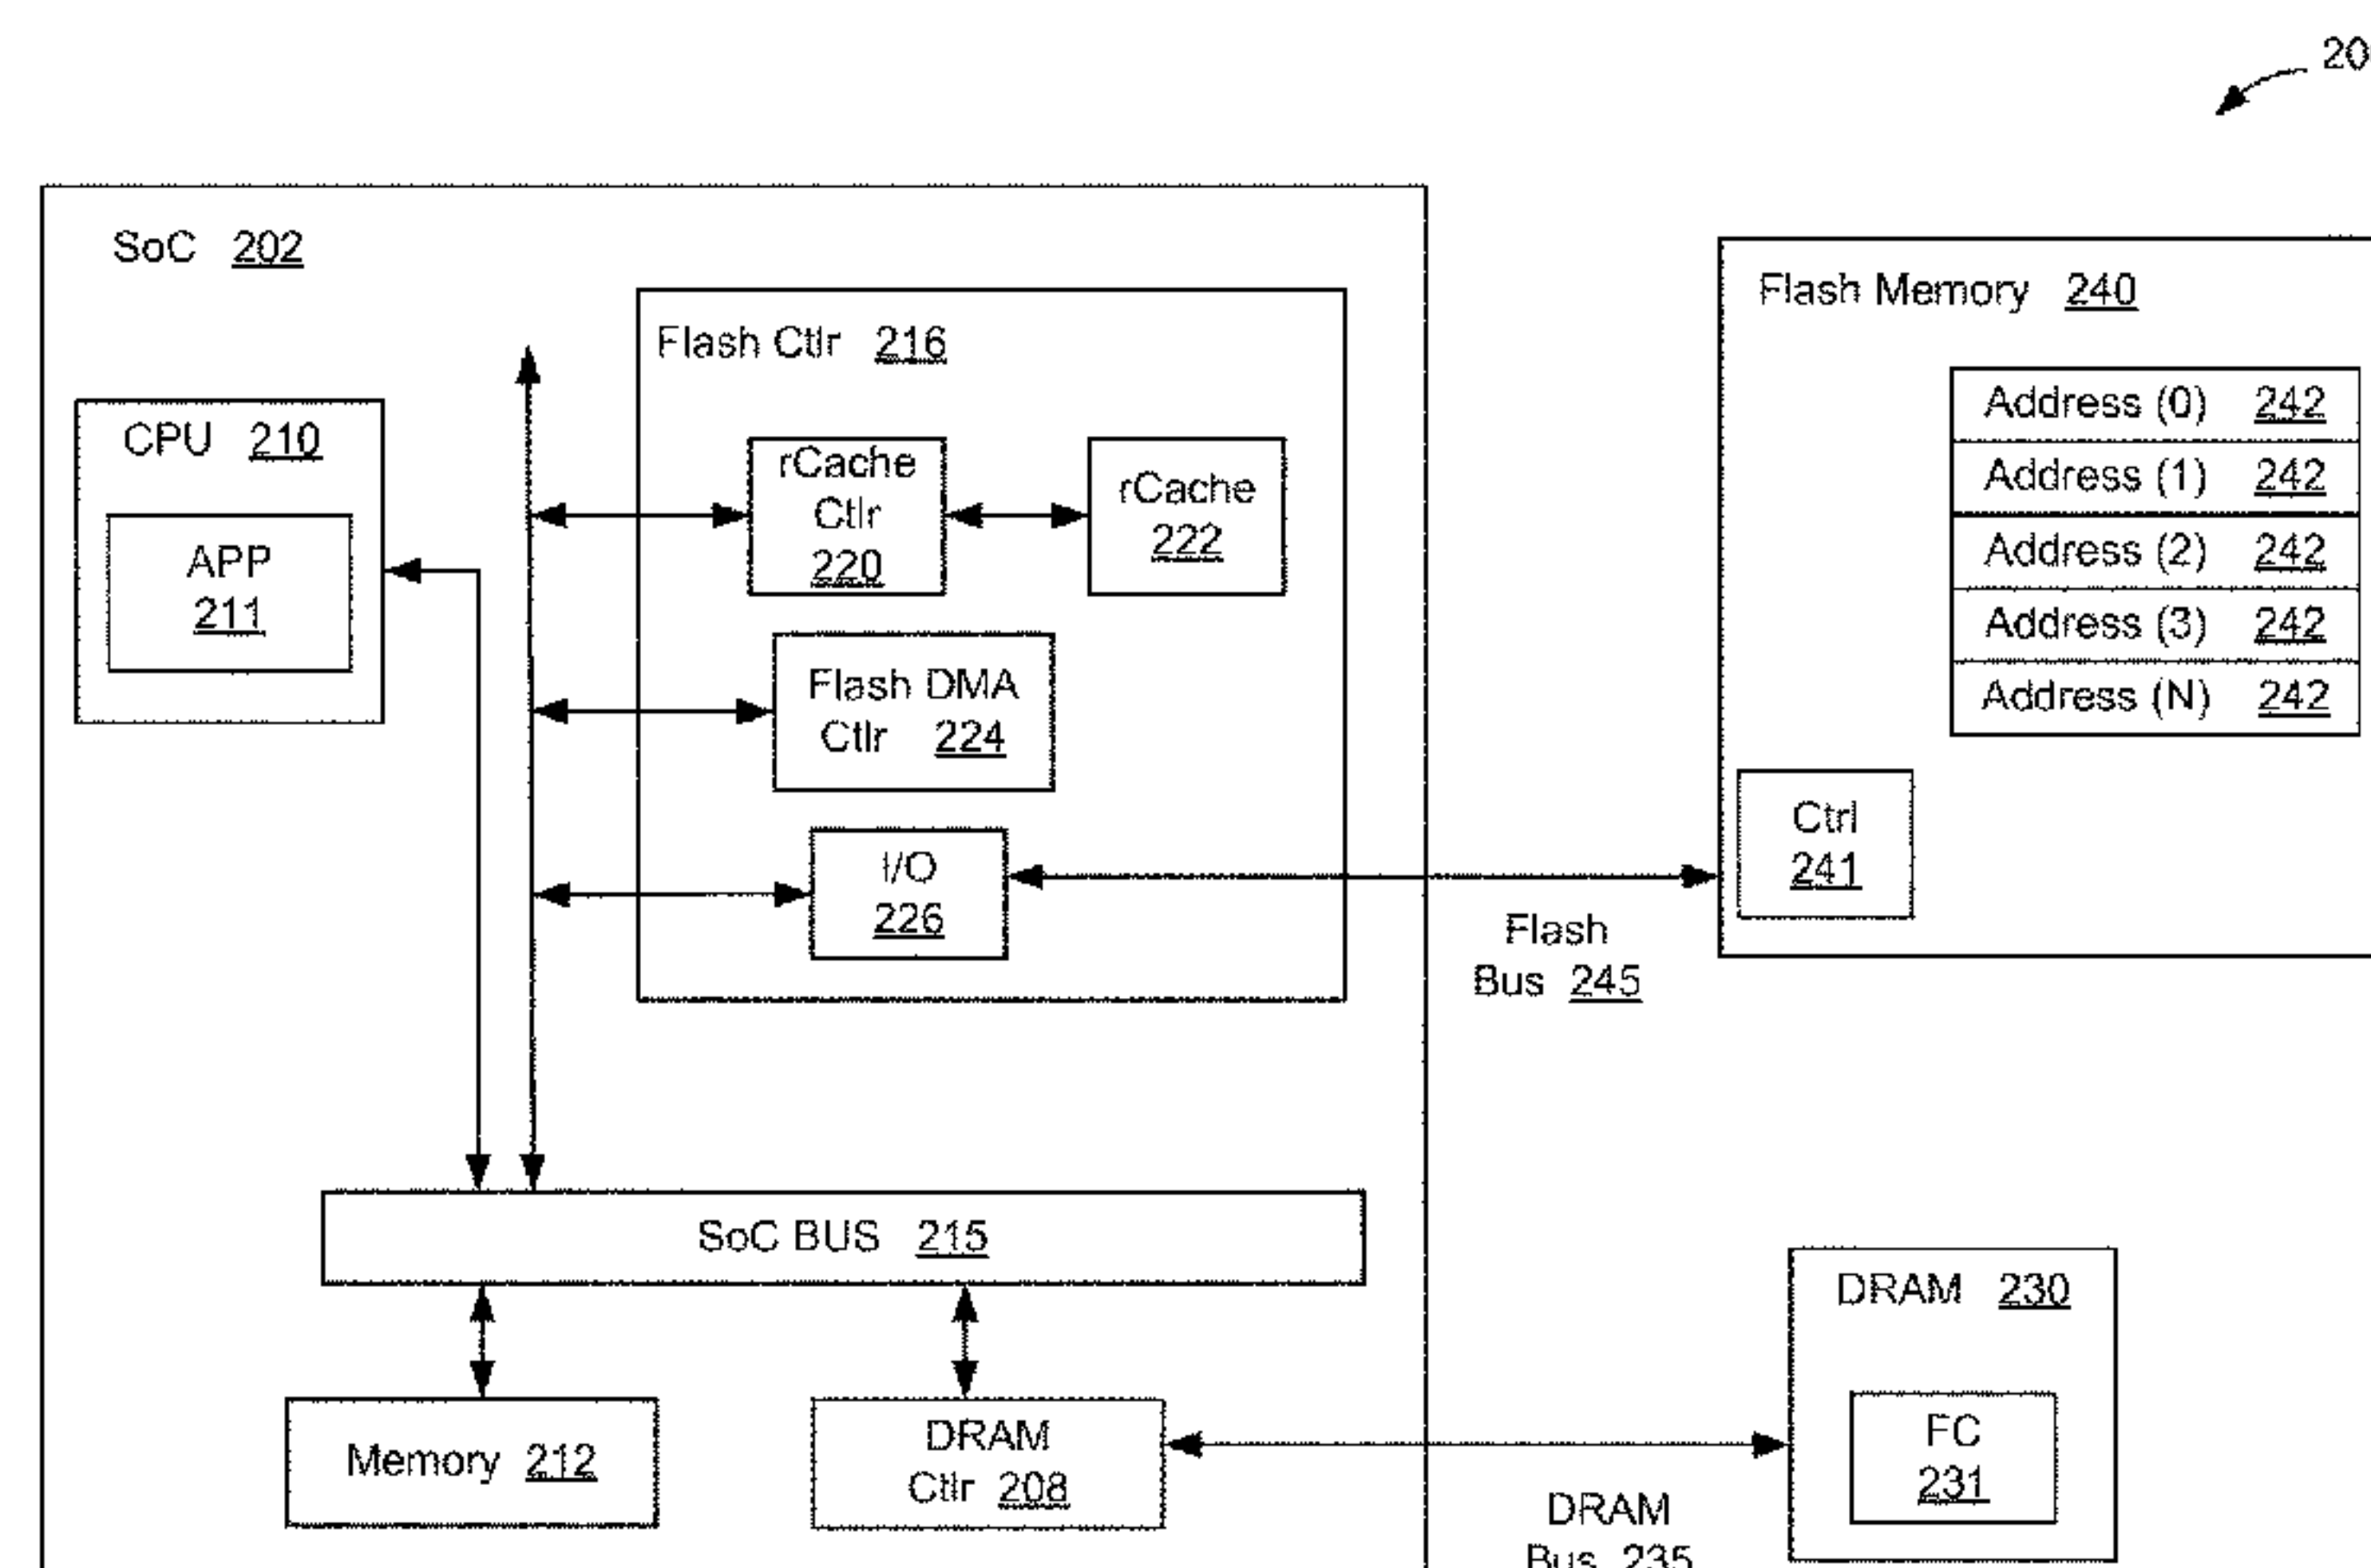 SoC 202
Flash Ctlr 216
CPU 210
APP
211
rCache
Ctlr
220
rCache
222
Flash DMA
Ctlr 224
I/O
226
Flash Memory 240
Address (0) 242
Address (1) 242
Address (2) 242
Address (3) 242
Address (N) 242
Ctrl
241
Flash
Bus 245
SoC BUS 215
Memory 212
DRAM
Ctlr 208
DRAM 230
FC
231
DRAM
Bus 235